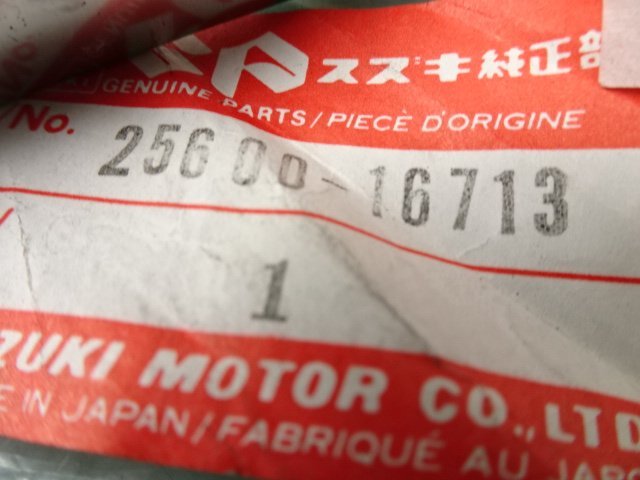 スズキ純正部
GENUINE PARTS/PIECE D'ORIGINE
No.
25600-16713
1
ZUKI MOTOR CO.,LTD
IN JAPAN/FABRIQUÉ AU JAPO